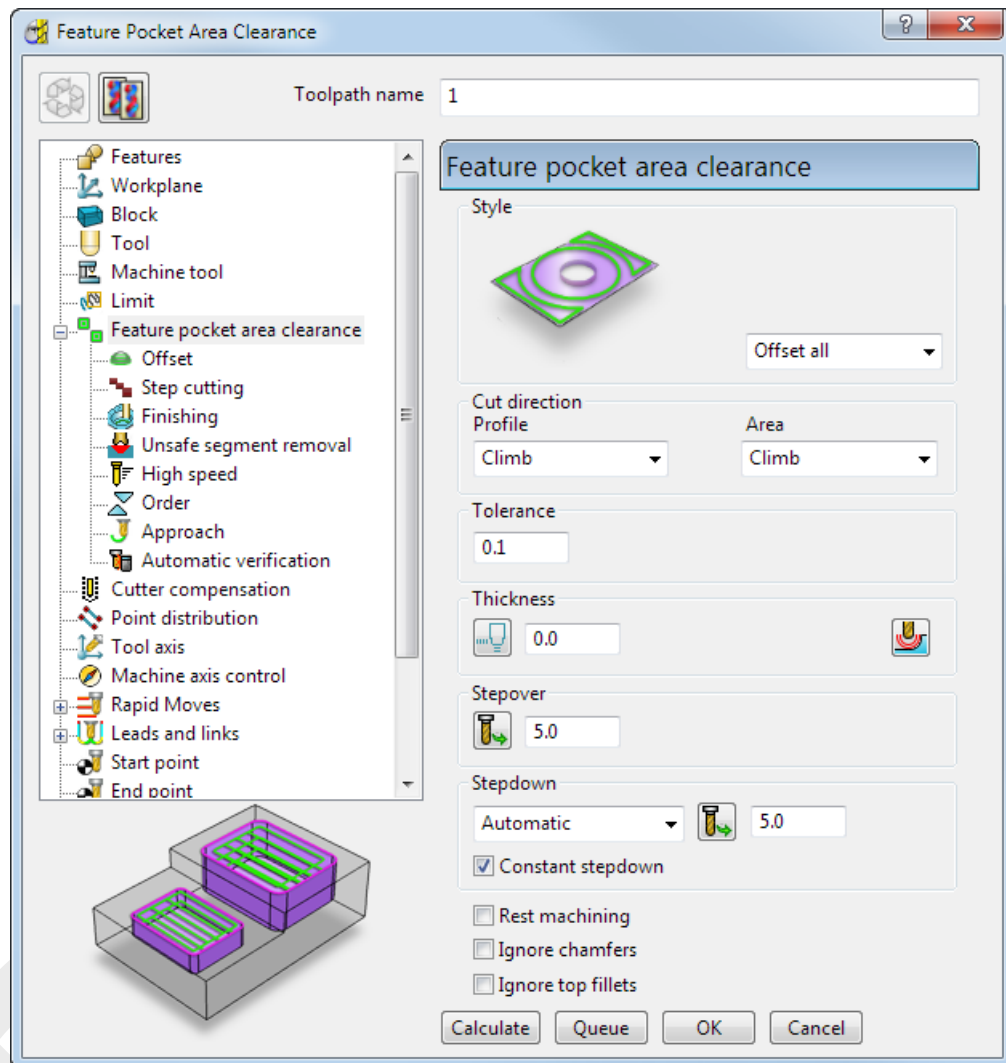 Feature Pocket Area Clearance
?
Toolpath name 1
Features
Workplane
Block
Tool
Machine tool
Limit
Feature pocket area clearance
Offset
Step cutting
Finishing
Unsafe segment removal
High speed
Order
Approach
Automatic verification
Cutter compensation
Point distribution
Tool axis
Machine axis control
Rapid Moves
Leads and links
Start point
End point
Feature pocket area clearance
Style
Offset all
Cut direction
Profile Area
Climb Climb
Tolerance
0.1
Thickness
0.0
Stepover
5.0
Stepdown
Automatic 5.0
Constant stepdown
Rest machining
Ignore chamfers
Ignore top fillets
Calculate Queue OK Cancel